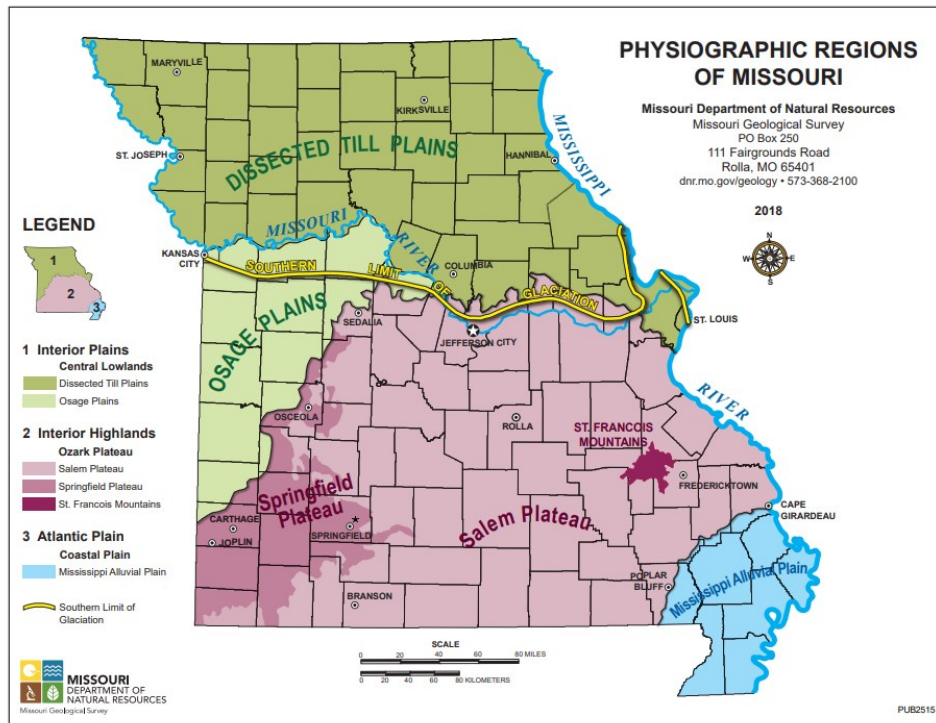 PHYSIOGRAPHIC REGIONS
OF MISSOURI
Missouri Department of Natural Resources
Missouri Geological Survey
PO Box 250
111 Fairgrounds Road
Rolla, MO 65401
dnr.mo.gov/geology • 573-368-2100
2018
N
W
E
S
MARYVILLE
KIRKSVILLE
ST. JOSEPH
DISSECTED TILL PLAINS
HANNIBAL
MISSISSIPPI
MISSOURI
RIVER
KANSAS
CITY
COLUMBIA
SOUTHERN LIMIT OF GLACIATION
ST. LOUIS
OSAGE PLAINS
SEDALIA
JEFFERSON CITY
RIVER
OSCEOLA
ROLLA
ST. FRANCOIS
MOUNTAINS
FREDERICKTOWN
Springfield
Plateau
Salem Plateau
CAPE
GIRARDEAU
CARTHAGE
JOPLIN
SPRINGFIELD
POPLAR
BLUFF
Mississippi Alluvial Plain
BRANSON
LEGEND
1
2
3
1 Interior Plains
Central Lowlands
Dissected Till Plains
Osage Plains
2 Interior Highlands
Ozark Plateau
Salem Plateau
Springfield Plateau
St. Francois Mountains
3 Atlantic Plain
Coastal Plain
Mississippi Alluvial Plain
Southern Limit of
Glaciation
SCALE
0 20 40 60 80 MILES
0 20 40 60 80 KILOMETERS
MISSOURI
DEPARTMENT OF
NATURAL RESOURCES
Missouri Geological Survey
PUB2515